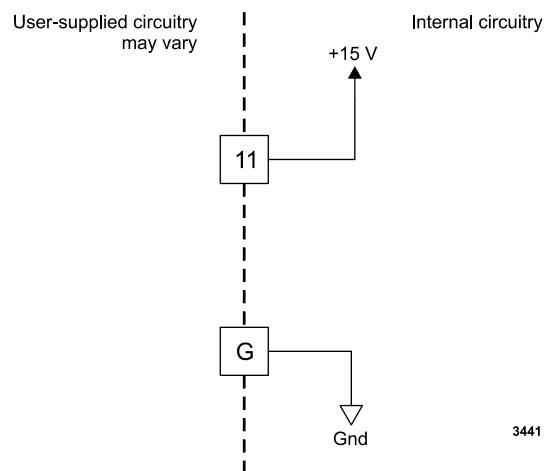 User-supplied circuitry
may vary
Internal circuitry
+15 V
11
G
Gnd
3441